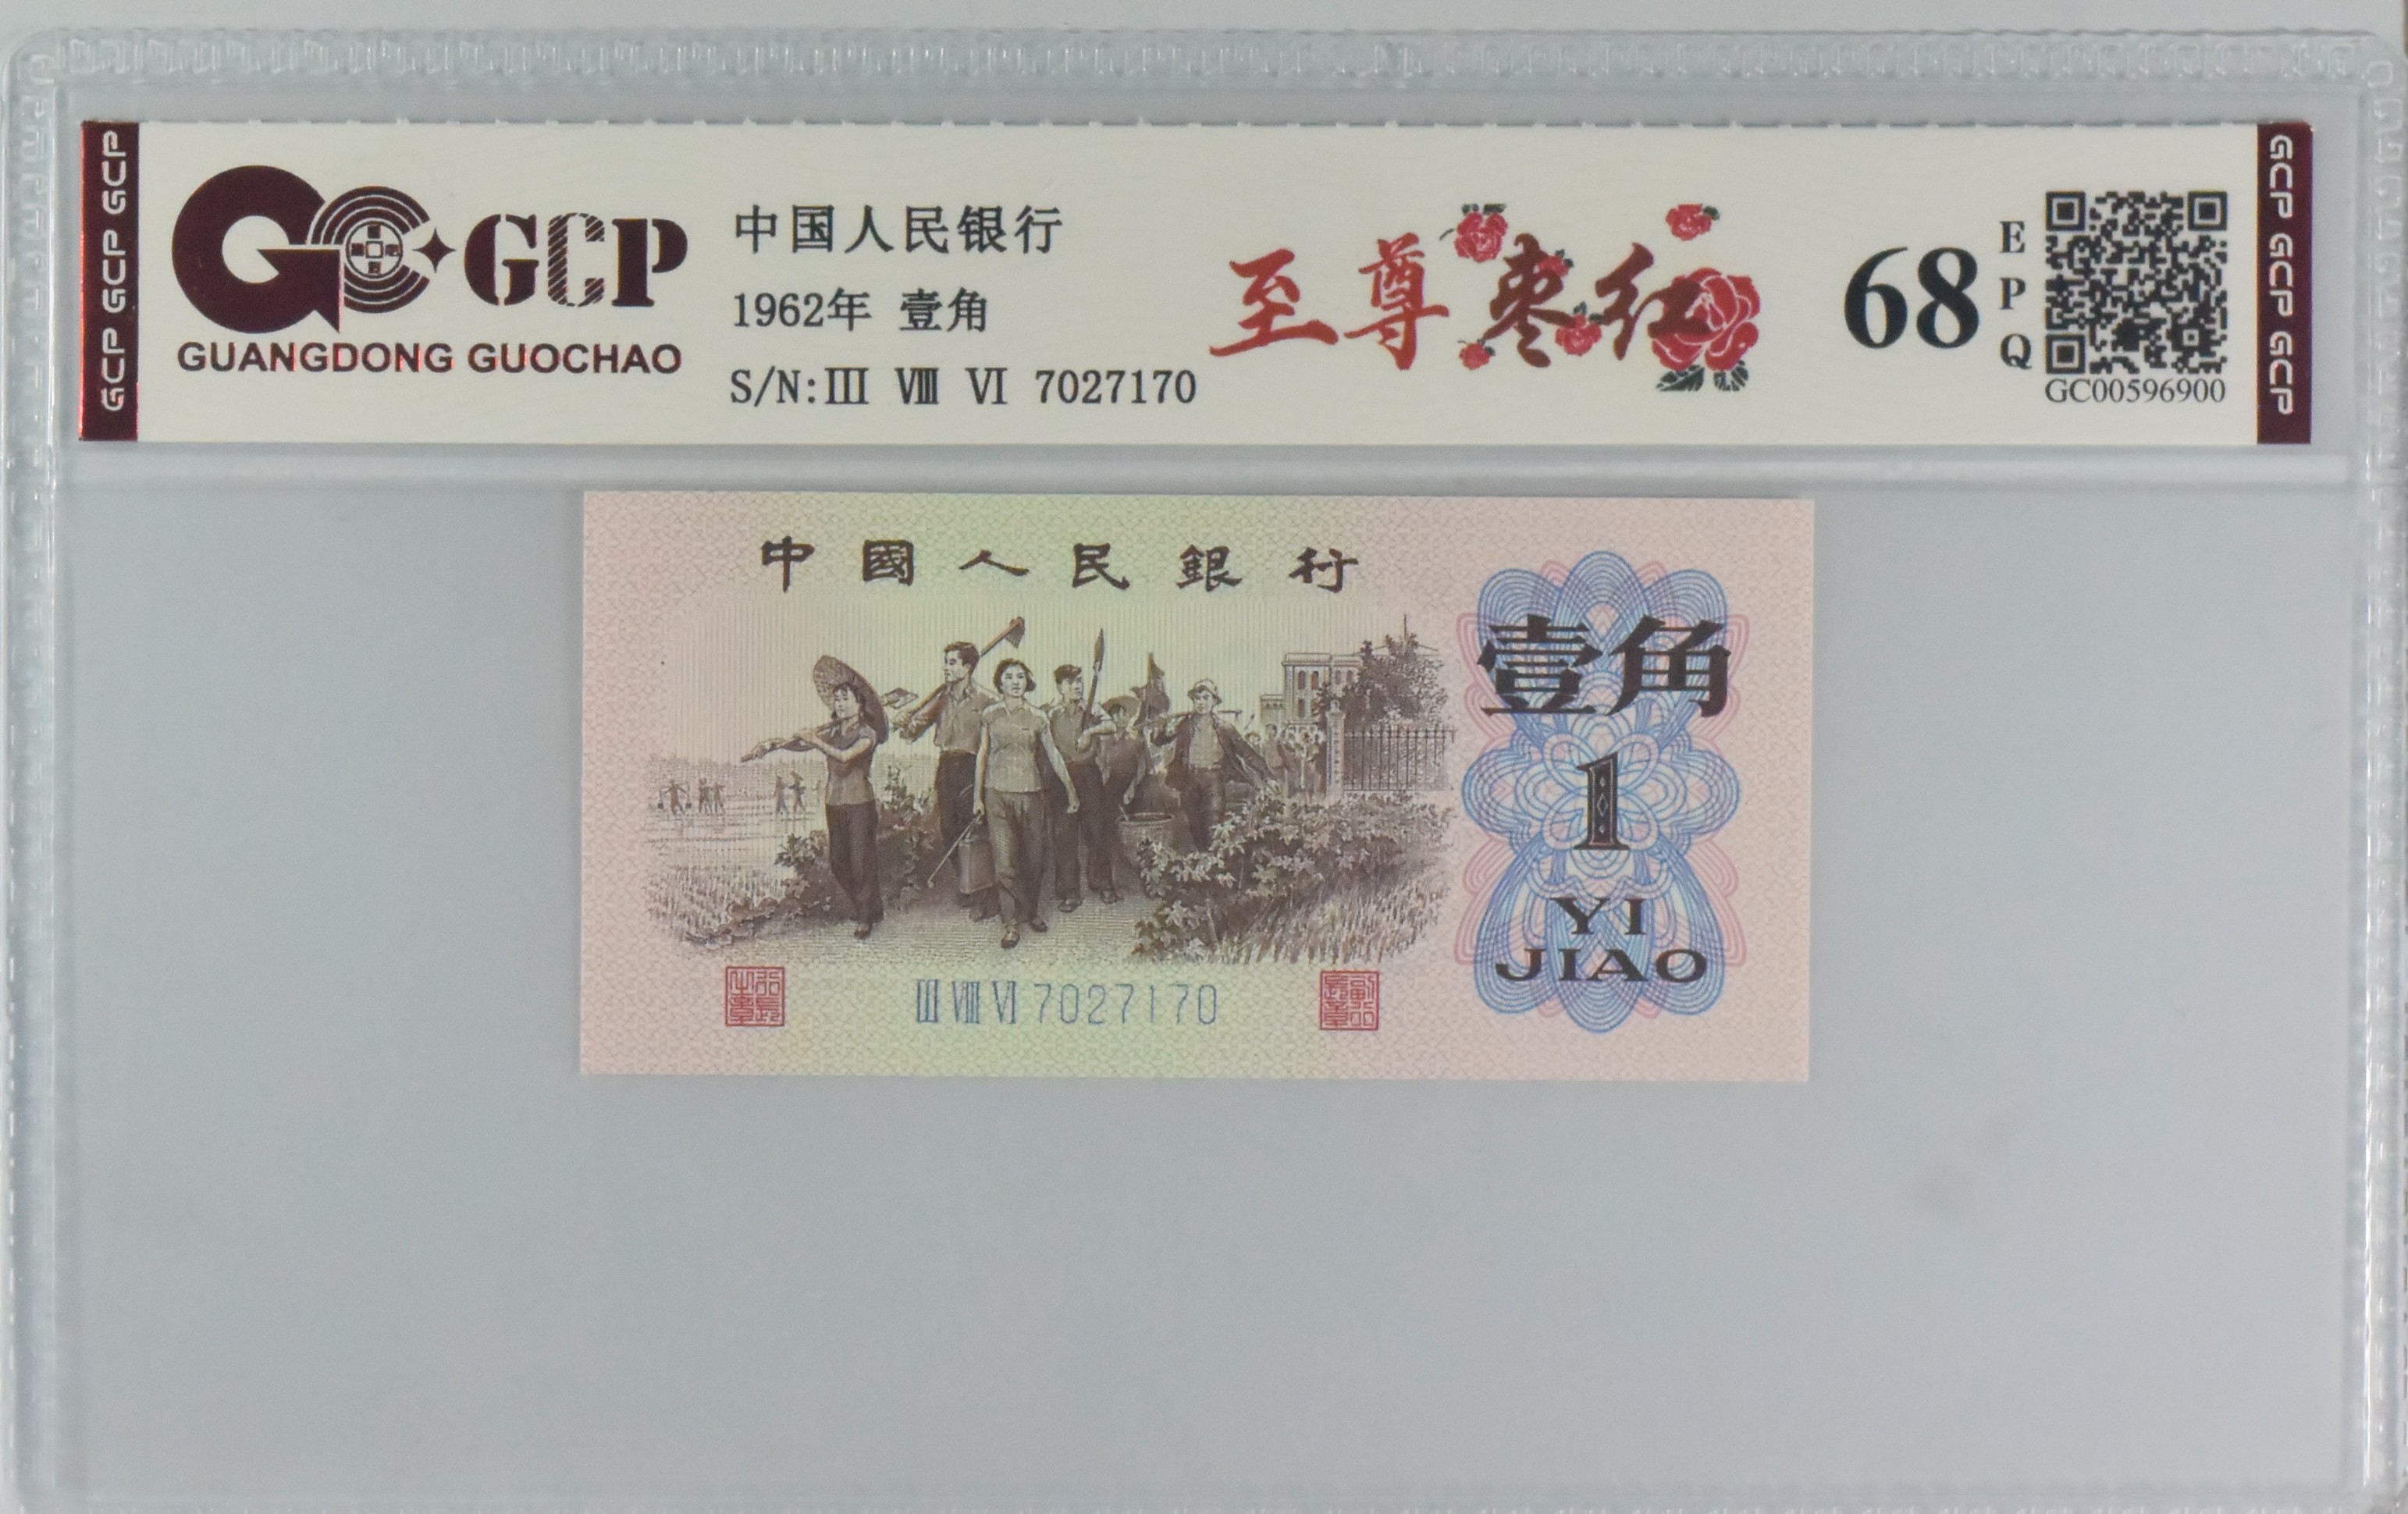 GCP GCP GCP
GCP
GUANGDONG GUOCHAO
中国人民银行
1962年 壹角
S/N:Ⅲ Ⅷ Ⅵ 7027170
至尊枣红
68
EPQ
GC00596900
GCP GCP GCP
中國人民銀行
壹角
1
YI
JIAO
Ⅲ Ⅷ Ⅵ 7027170